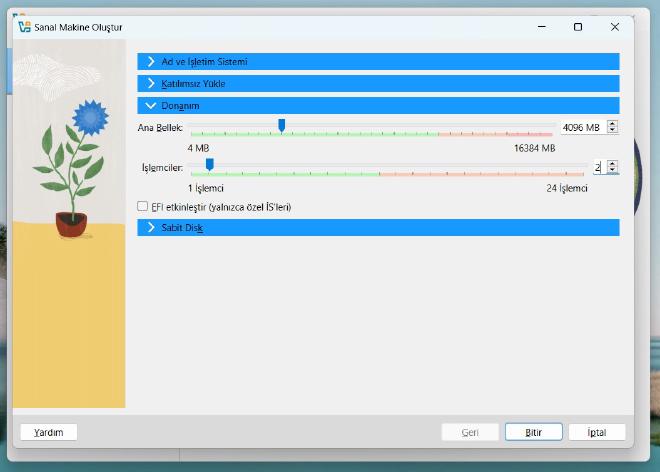 Sanal Makine Oluştur
Ad ve İşletim Sistemi
Katılımsız Yükle
Donanım
Ana Bellek:
4096 MB
4 MB
16384 MB
İşlemciler:
2
1 İşlemci
24 İşlemci
EFI etkinleştir (yalnızca özel İS'leri)
Sabit Disk
Yardım
Geri
Bitir
İptal